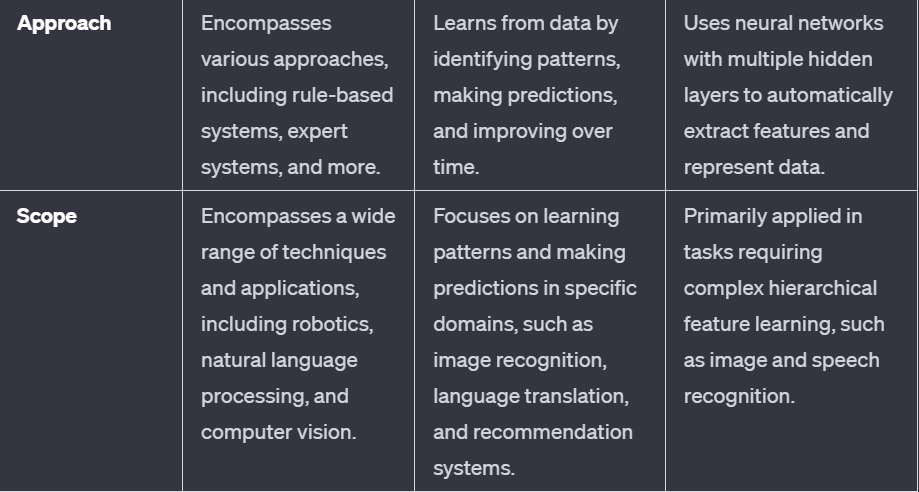 Approach
Encompasses
various approaches,
including rule-based
systems, expert
systems, and more.
Learns from data by
identifying patterns,
making predictions,
and improving over
time.
Uses neural networks
with multiple hidden
layers to automatically
extract features and
represent data.
Scope
Encompasses a wide
range of techniques
and applications,
including robotics,
natural language
processing, and
computer vision.
Focuses on learning
patterns and making
predictions in specific
domains, such as
image recognition,
language translation,
and recommendation
systems.
Primarily applied in
tasks requiring
complex hierarchical
feature learning, such
as image and speech
recognition.